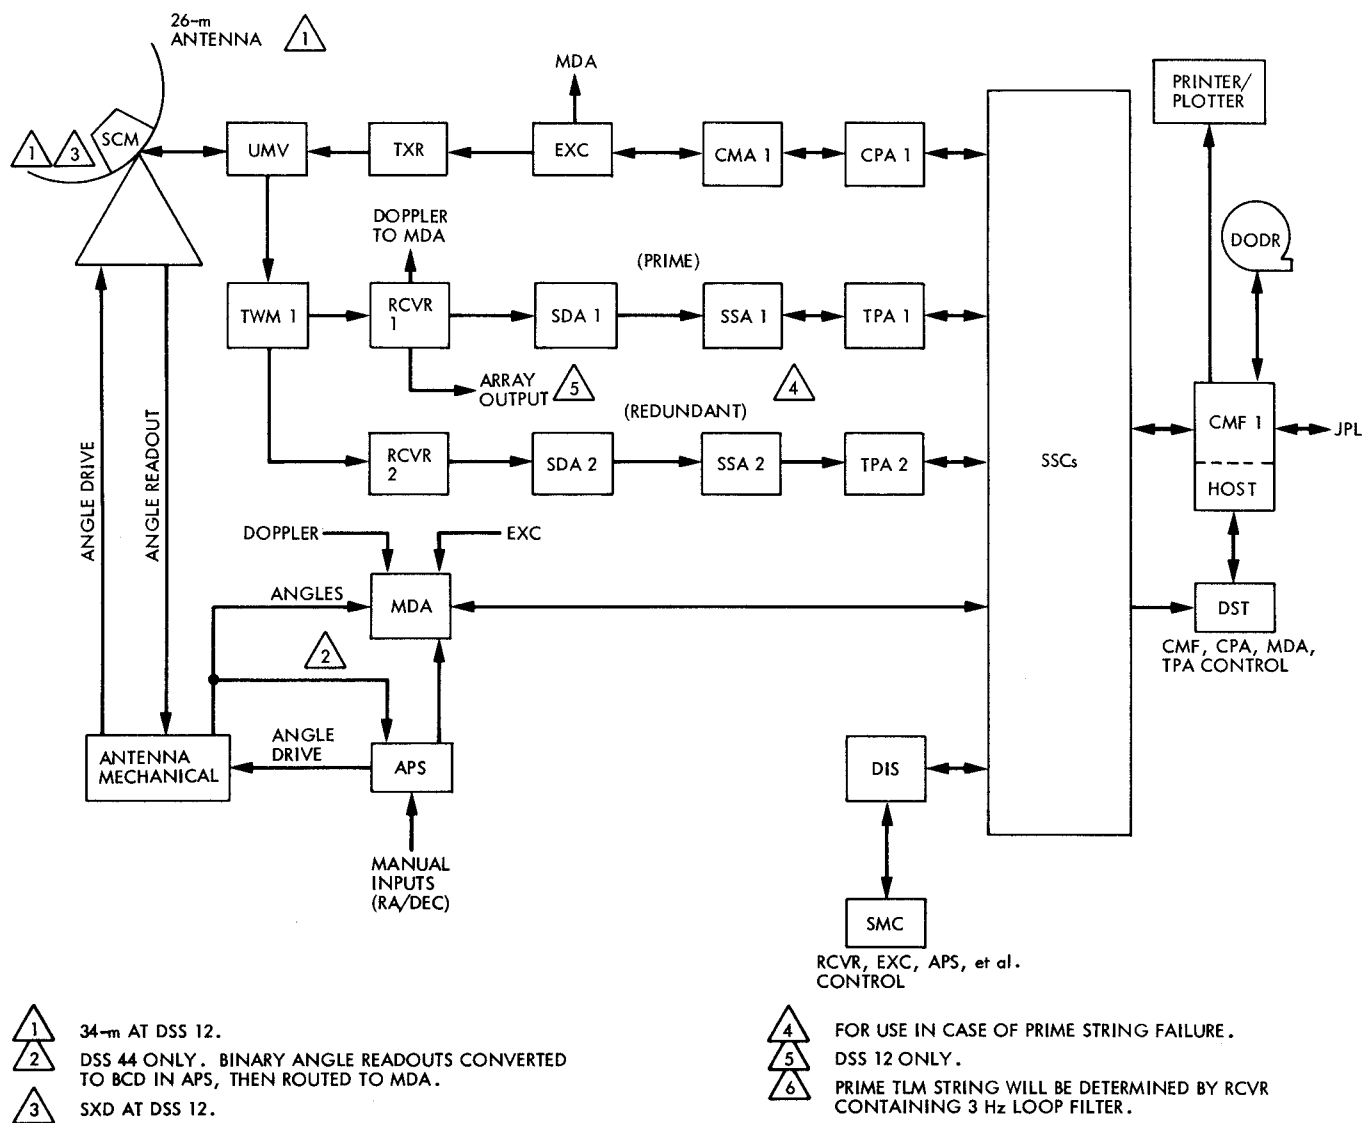 26-m
ANTENNA
1
MDA
PRINTER/
PLOTTER
1
3
SCM
UMV
TXR
EXC
CMA 1
CPA 1
DODR
DOPPLER
TO MDA
(PRIME)
TWM 1
RCVR
1
SDA 1
SSA 1
TPA 1
ARRAY
OUTPUT
5
4
(REDUNDANT)
RCVR
2
SDA 2
SSA 2
TPA 2
SSCs
CMF 1
HOST
JPL
ANGLE DRIVE
ANGLE READOUT
DOPPLER
EXC
ANGLES
MDA
DST
CMF, CPA, MDA,
TPA CONTROL
2
ANTENNA
MECHANICAL
ANGLE
DRIVE
APS
DIS
MANUAL
INPUTS
(RA/DEC)
SMC
RCVR, EXC, APS, et al.
CONTROL
1 34-m AT DSS 12.
2 DSS 44 ONLY. BINARY ANGLE READOUTS CONVERTED
TO BCD IN APS, THEN ROUTED TO MDA.
3 SXD AT DSS 12.
4 FOR USE IN CASE OF PRIME STRING FAILURE.
5 DSS 12 ONLY.
6 PRIME TLM STRING WILL BE DETERMINED BY RCVR
CONTAINING 3 Hz LOOP FILTER.